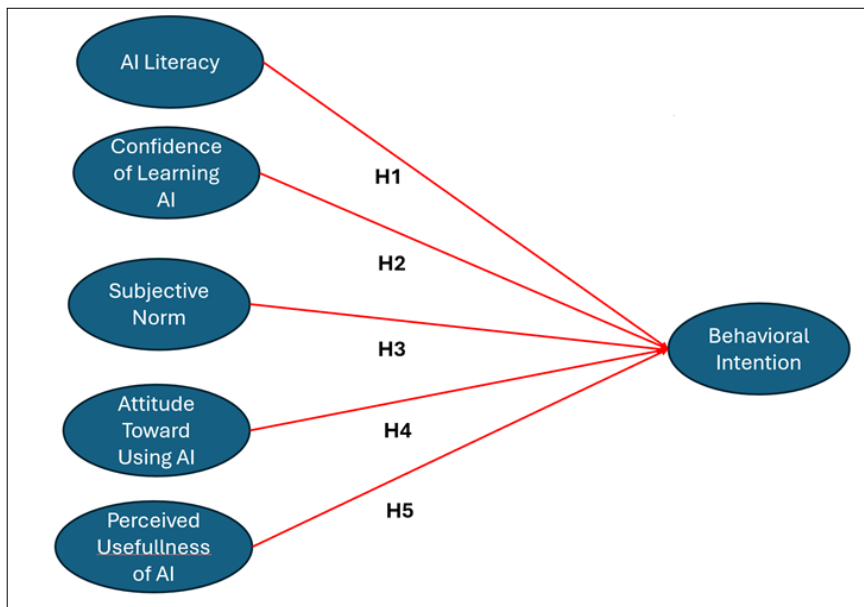 AI Literacy
Confidence
of Learning
AI
H1
H2
Subjective
Norm
H3
Behavioral
Intention
Attitude
Toward
Using AI
H4
Perceived
Usefullness
of AI
H5